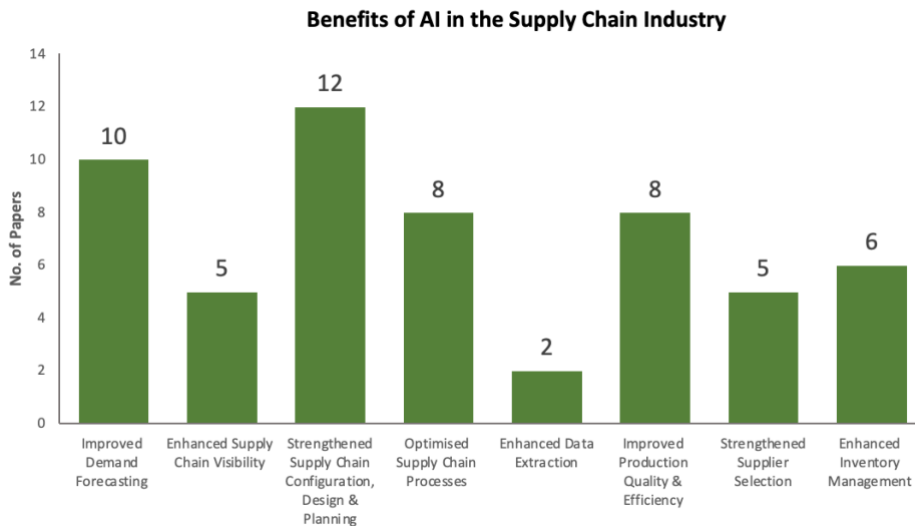 Benefits of AI in the Supply Chain Industry
14
12
10
8
6
4
2
0
No. of Papers
10
5
12
8
2
8
5
6
Improved
Demand
Forecasting
Enhanced Supply
Chain Visibility
Strengthened
Supply Chain
Configuration,
Design &
Planning
Optimised
Supply Chain
Processes
Enhanced Data
Extraction
Improved
Production
Quality &
Efficiency
Strengthened
Supplier
Selection
Enhanced
Inventory
Management